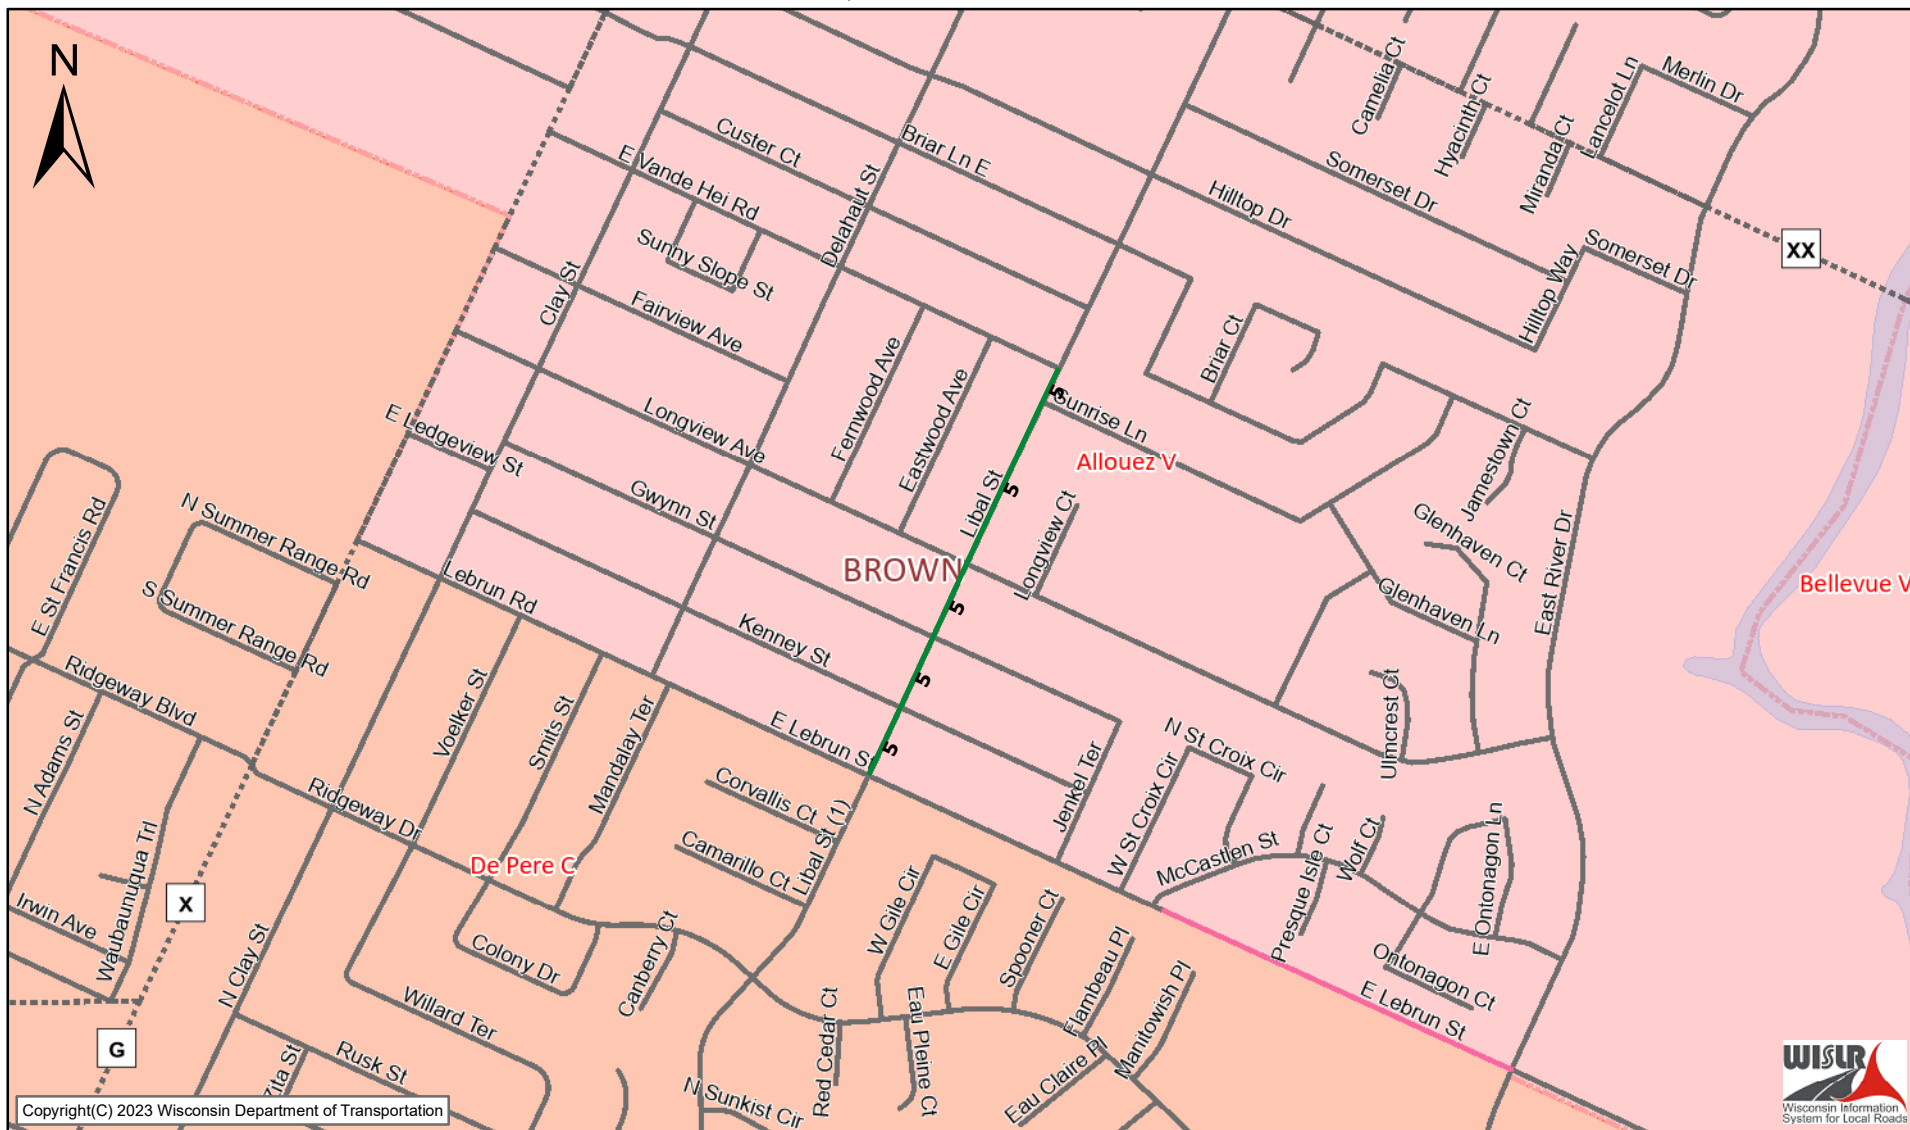 N
Camelia Ct
Hyacinth Ct
Miranda Ct
Lancelot Ln
Merlin Dr
Custer Ct
Briar Ln E
E Vande Hei Rd
Delahaut St
Somerset Dr
Hilltop Dr
Sunny Slope St
Hilltop Way
Somerset Dr
XX
Clay St
Fairview Ave
Fernwood Ave
Eastwood Ave
Briar Ct
5
Sunrise Ln
Longview Ave
E Ledgeview St
Allouez V
Jamestown Ct
Libal St
5
Longview Ct
Gwynn St
Glenhaven Ct
East River Dr
E St Francis Rd
N Summer Range Rd
BROWN
Bellevue V
Lebrun Rd
S Summer Range Rd
5
Glenhaven Ln
Kenney St
5
Ulmcrest Ct
Ridgeway Blvd
N Adams St
Voelker St
Smits St
Mandalay Ter
E Lebrun St
5
N St Croix Cir
W St Croix Cir
Jenkel Ter
Corvallis Ct
Libal St (1)
Ridgeway Dr
Camarillo Ct
McCastlen St
Presque Isle Ct
Wolf Ct
E Ontonagon Ln
De Pere C
Waubaunuqua Trl
X
Irwin Ave
W Gile Cir
E Gile Cir
Spooner Ct
Flambeau Pl
Manitowish Pl
Ontonagon Ct
E Lebrun St
Colony Dr
Canberry Ct
N Clay St
Willard Ter
Red Cedar Ct
Eau Pleine Ct
Eau Claire Pl
G
Rusk St
zita St
N Sunkist Cir
Copyright(C) 2023 Wisconsin Department of Transportation
WISLR
Wisconsin Information
System for Local Roads